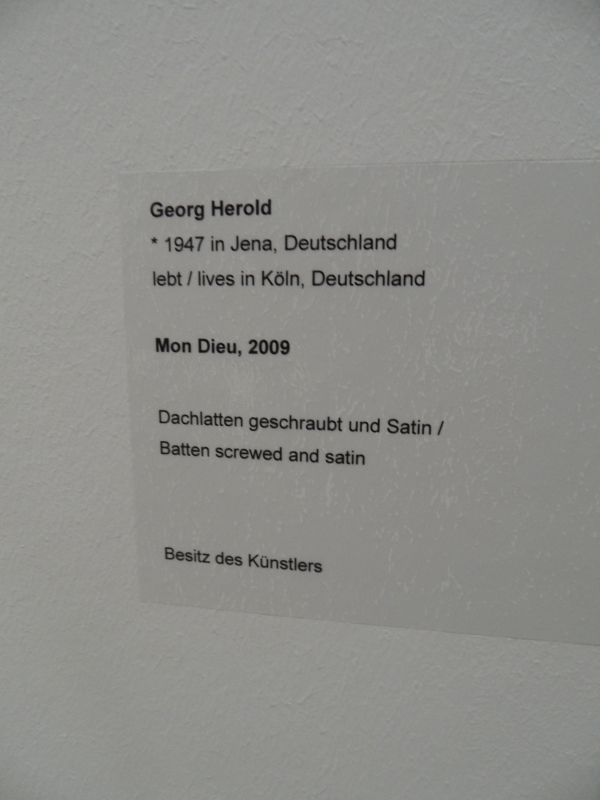 Georg Herold
* 1947 in Jena, Deutschland
lebt / lives in Köln, Deutschland
Mon Dieu, 2009
Dachlatten geschraubt und Satin /
Batten screwed and satin
Besitz des Künstlers